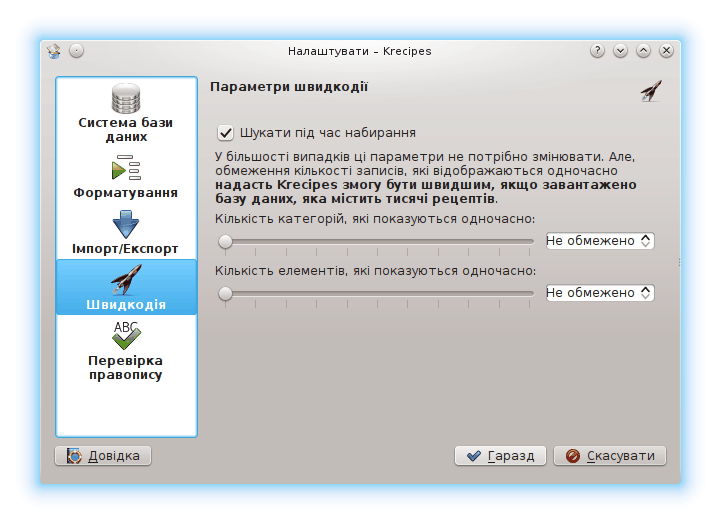 Налаштувати – Krecipes
Система бази
даних
Форматування
Імпорт/Експорт
Швидкодія
ABC
Перевірка
правопису
Параметри швидкодії
Шукати під час набирання
У більшості випадків ці параметри не потрібно змінювати. Але,
обмеження кількості записів, які відображаються одночасно
надасть Krecipes змогу бути швидшим, якщо завантажено
базу даних, яка містить тисячі рецептів.
Кількість категорій, які показуються одночасно:
Не обмежено
Кількість елементів, які показуються одночасно:
Не обмежено
Довідка
Гаразд
Скасувати